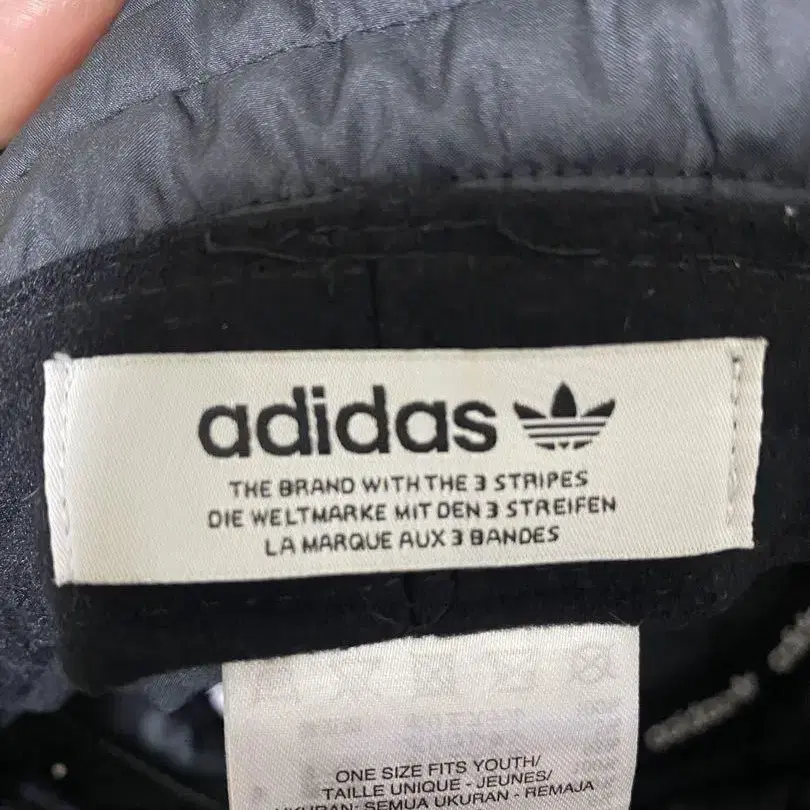 adidas
THE BRAND WITH THE 3 STRIPES
DIE WELTMARKE MIT DEN 3 STREIFEN
LA MARQUE AUX 3 BANDES
ONE SIZE FITS YOUTH/
TAILLE UNIQUE - JEUNES/
UKURAN: SEMUA UKURAN - REMAJA
adidas